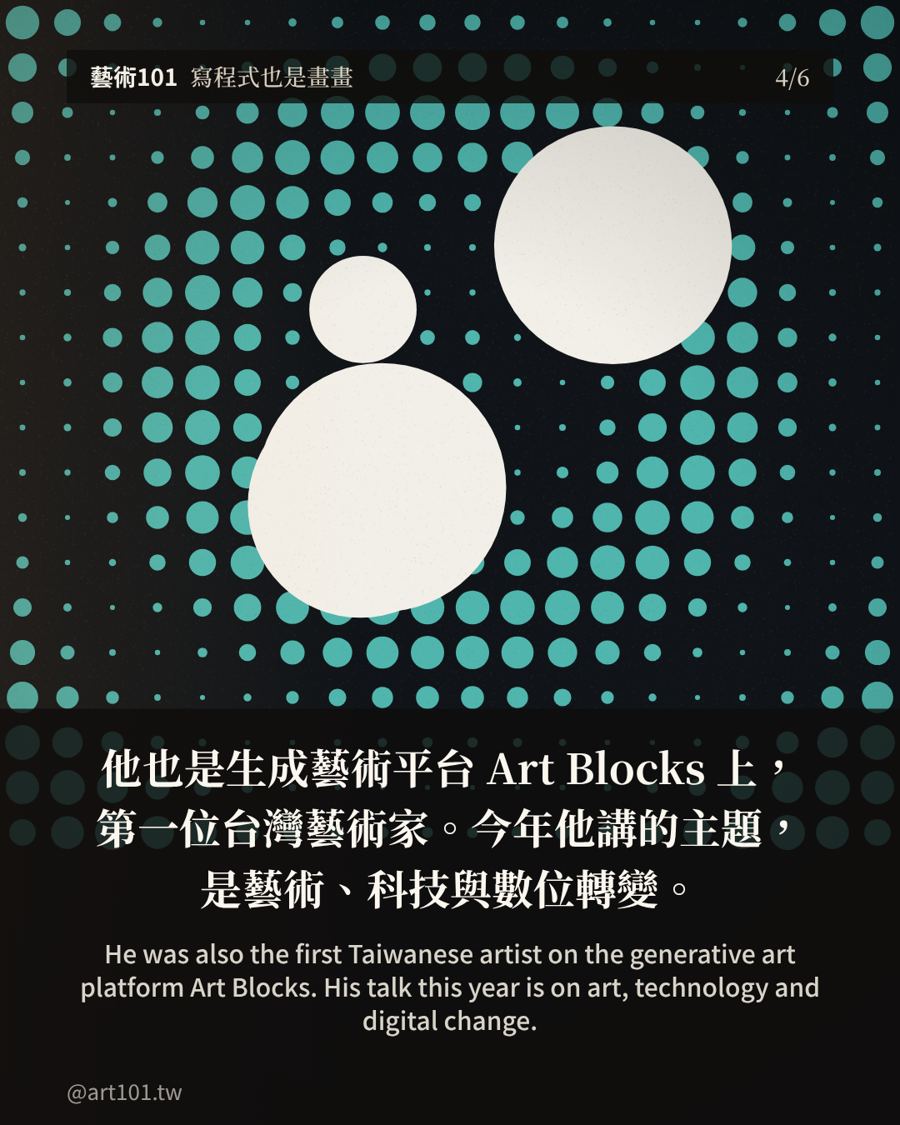 藝術101 寫程式也是畫畫 4/6
他也是生成藝術平台 Art Blocks 上，
第一位台灣藝術家。今年他講的主題，
是藝術、科技與數位轉變。
He was also the first Taiwanese artist on the generative art
platform Art Blocks. His talk this year is on art, technology and
digital change.
@art101.tw